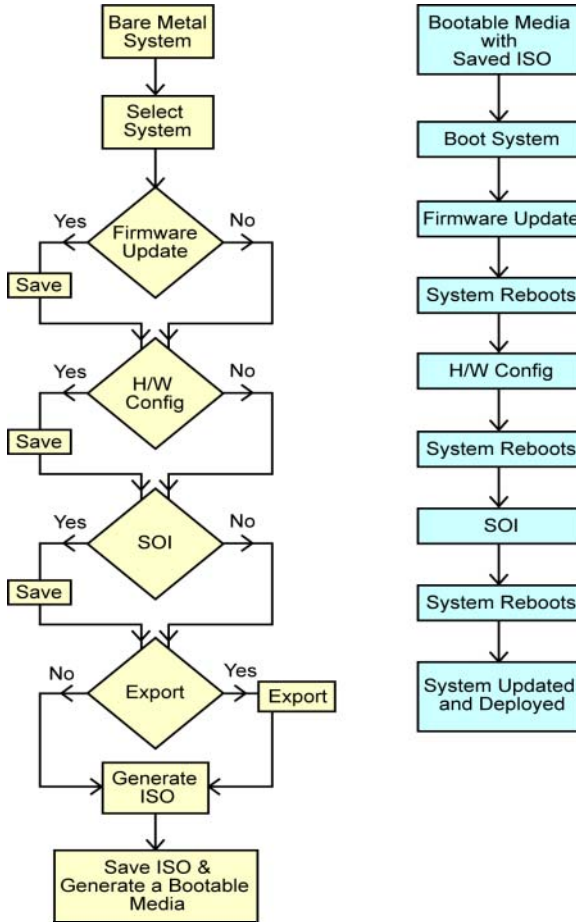 Bare Metal
System
Select
System
Yes
No
Firmware
Update
Save
Yes
No
H/W
Config
Save
Yes
No
SOI
Save
No
Yes
Export
Export
Generate
ISO
Save ISO &
Generate a Bootable
Media
Bootable Media
with
Saved ISO
Boot System
Firmware Update
System Reboots
H/W Config
System Reboots
SOI
System Reboots
System Updated
and Deployed